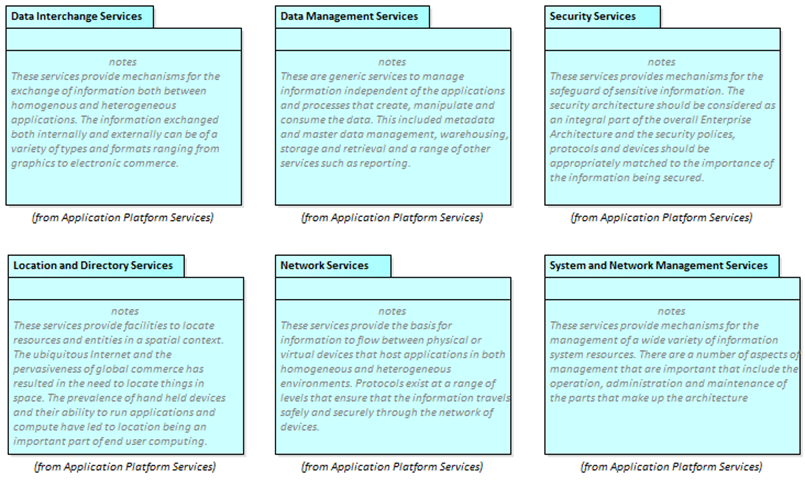 Data Interchange Services
notes
These services provide mechanisms for the
exchange of information both between
homogenous and heterogeneous
applications. The information exchanged
both internally and externally can be of a
variety of types and formats ranging from
graphics to electronic commerce.
(from Application Platform Services)
Data Management Services
notes
These are generic services to manage
information independent of the applications
and processes that create, manipulate and
consume the data. This included metadata
and master data management, warehousing,
storage and retrieval and a range of other
services such as reporting.
(from Application Platform Services)
Security Services
notes
These services provides mechanisms for the
safeguard of sensitive information. The
security architecture should be considered as
an integral part of the overall Enterprise
Architecture and the security polices,
protocols and devices should be
appropriately matched to the importance of
the information being secured.
(from Application Platform Services)
Location and Directory Services
notes
These services provide facilities to locate
resources and entities in a spatial context.
The ubiquitous Internet and the
pervasiveness of global commerce has
resulted in the need to locate things in
space. The prevalence of hand held devices
and their ability to run applications and
compute have led to location being an
important part of end user computing.
(from Application Platform Services)
Network Services
notes
These services provide the basis for
information to flow between physical or
virtual devices that host applications in both
homogeneous and heterogeneous
environments. Protocols exist at a range of
levels that ensure that the information travels
safely and securely through the network of
devices.
(from Application Platform Services)
System and Network Management Services
notes
These services provide mechanisms for the
management of a wide variety of information
system resources. There are a number of aspects of
management that are important that include the
operation, administration and maintenance of
the parts that make up the architecture
(from Application Platform Services)